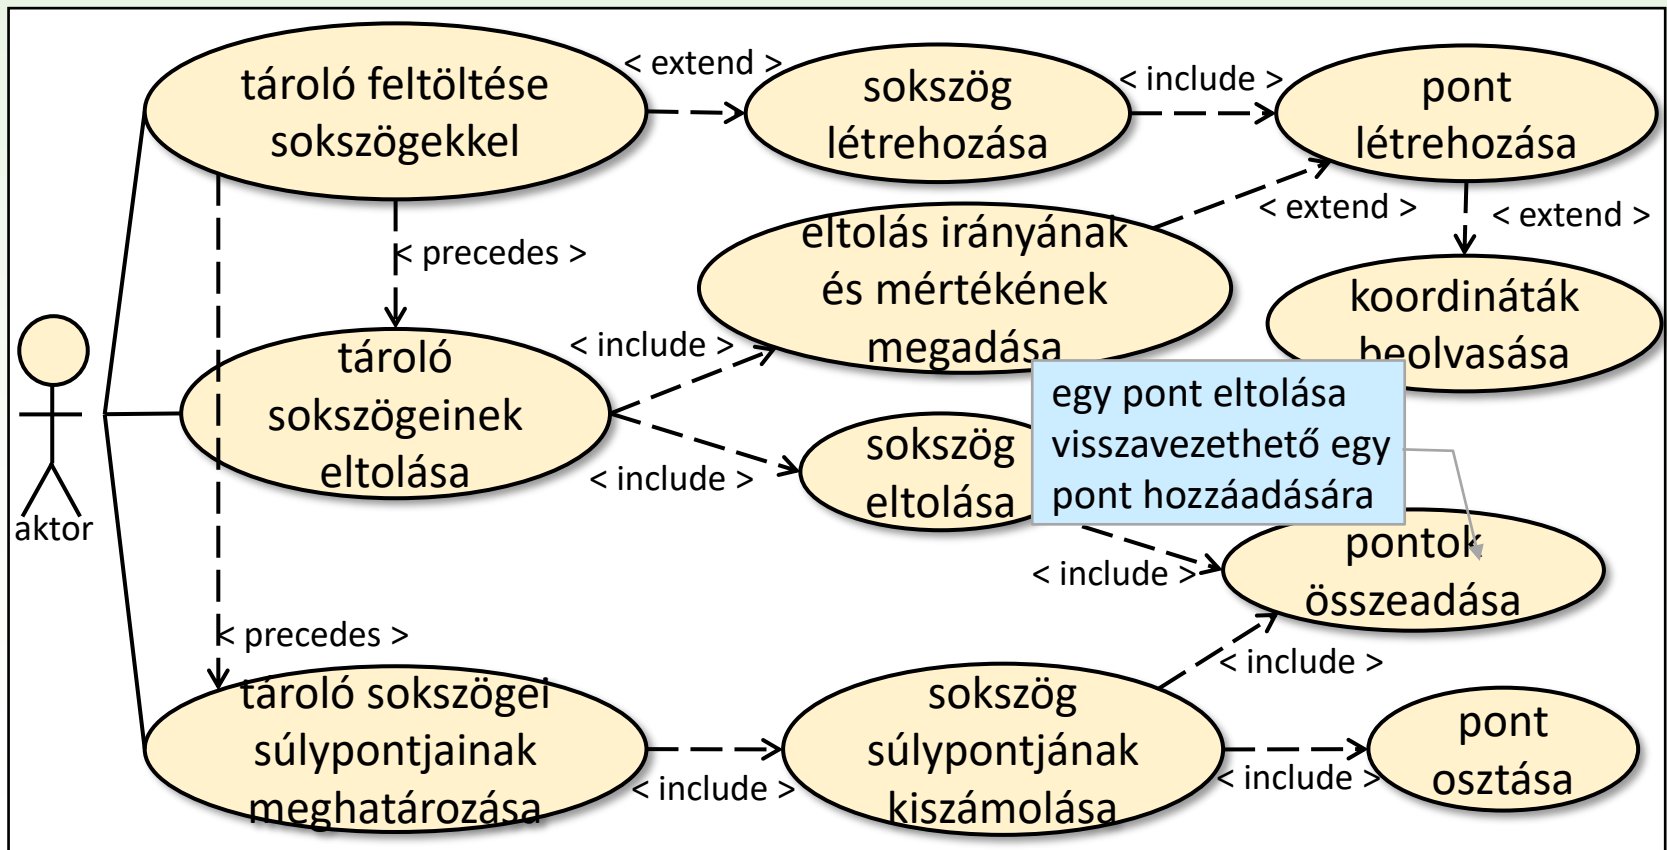 tároló feltöltése
sokszögekkel
< extend >
sokszög
létrehozása
< include >
pont
létrehozása
< precedes >
eltolás irányának
és mértékének
megadása
< extend >
< extend >
koordináták
beolvasása
aktor
tároló
sokszögeinek
eltolása
< include >
< include >
sokszög
eltolása
egy pont eltolása
visszavezethető egy
pont hozzáadására
< include >
pontok
összeadása
< precedes >
tároló sokszögei
súlypontjainak
meghatározása
< include >
sokszög
súlypontjának
kiszámolása
< include >
< include >
pont
osztása